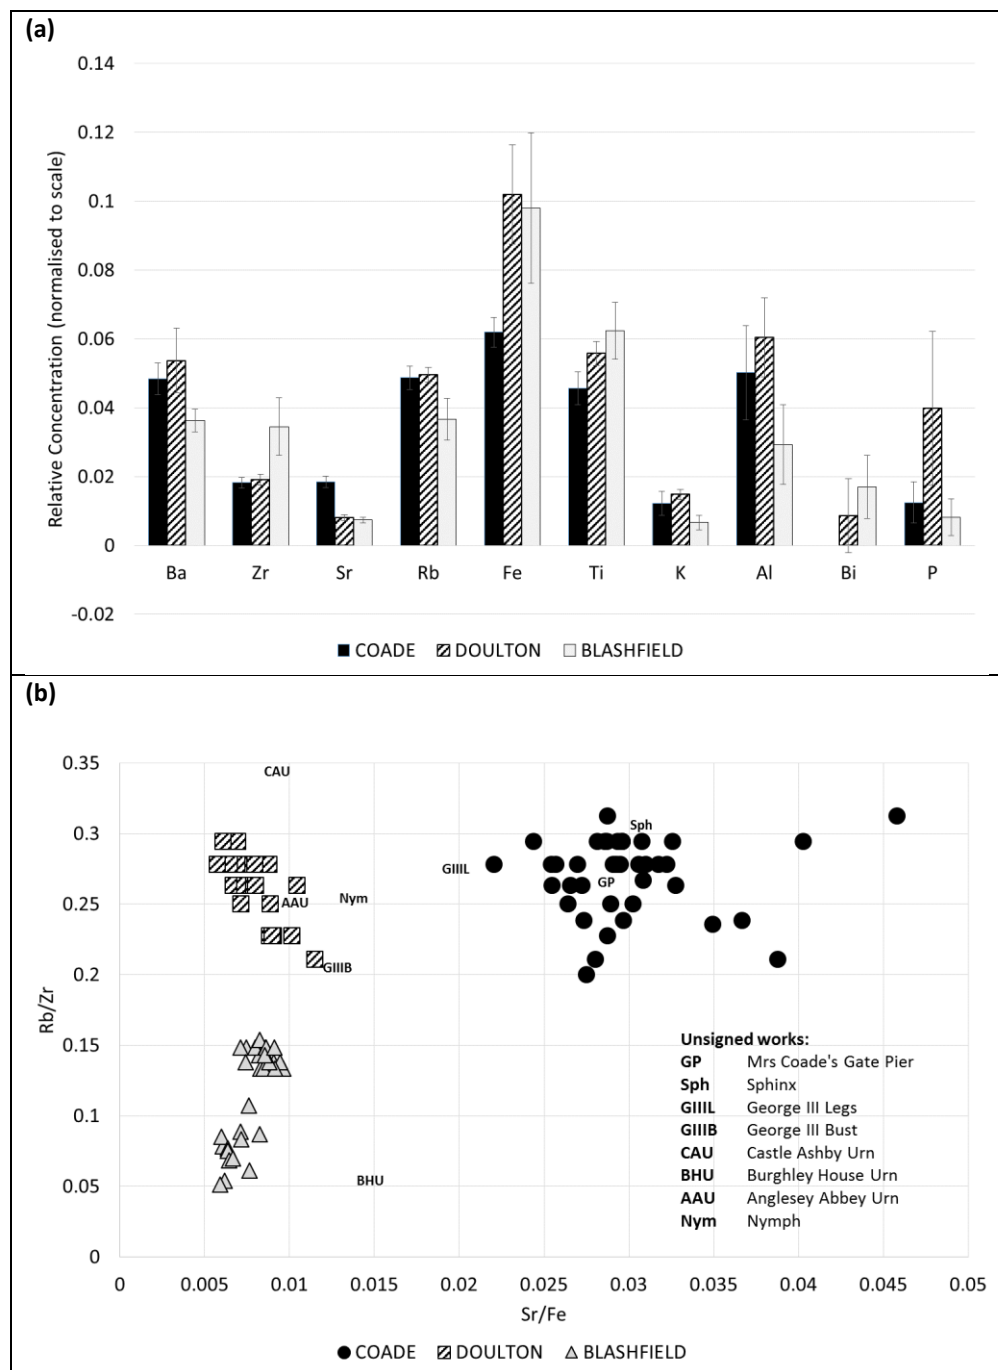 (a)
Relative Concentration (normalised to scale)
0.14
0.12
0.1
0.08
0.06
0.04
0.02
0
-0.02
Ba Zr Sr Rb Fe Ti K Al Bi P
COADE DOULTON BLASHFIELD
(b)
Rb/Zr
0.35
0.3
0.25
0.2
0.15
0.1
0.05
0
CAU
Sph
GIIIL
GP
Nym
AAU
GIIIB
BHU
Unsigned works:
GP Mrs Coade's Gate Pier
Sph Sphinx
GIIIL George III Legs
GIIIB George III Bust
CAU Castle Ashby Urn
BHU Burghley House Urn
AAU Anglesey Abbey Urn
Nym Nymph
0 0.005 0.01 0.015 0.02 0.025 0.03 0.035 0.04 0.045 0.05
Sr/Fe
COADE DOULTON BLASHFIELD